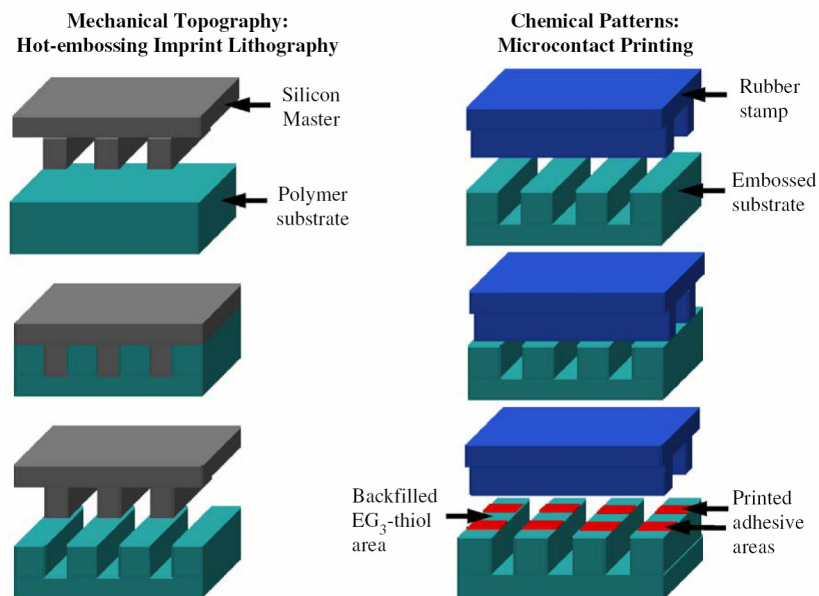 Mechanical Topography:
Hot-embossing Imprint Lithography
Silicon
Master
Polymer
substrate
Chemical Patterns:
Microcontact Printing
Rubber
stamp
Embossed
substrate
Backfilled
EG₃-thiol
area
Printed
adhesive
areas